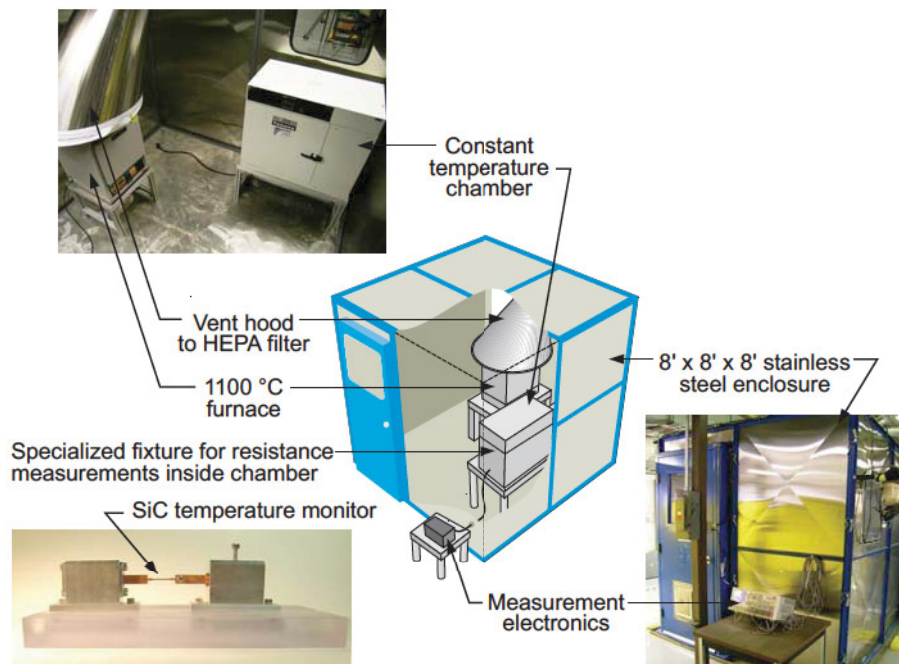 Constant
temperature
chamber
Vent hood
to HEPA filter
1100 °C
furnace
8' x 8' x 8' stainless
steel enclosure
Specialized fixture for resistance
measurements inside chamber
SiC temperature monitor
Measurement
electronics